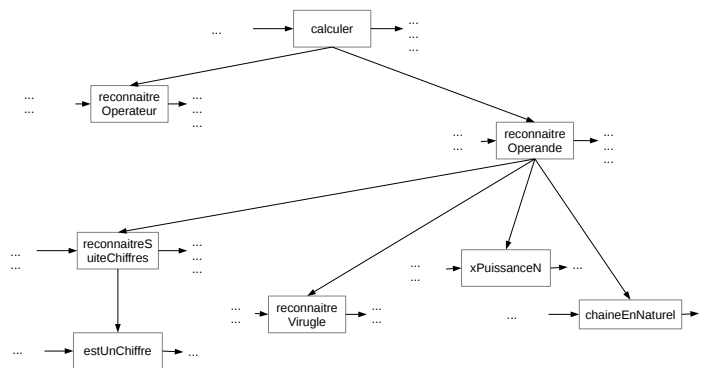 ... calculer ...
...
...
... reconnaitre ...
... Operateur ...
...
... reconnaitre ...
... Operande ...
...
... reconnaitreS ...
... uiteChiffres ...
...
... xPuissanceN ...
...
... reconnaitre ...
... Virugle ...
... chaineEnNaturel
... estUnChiffre ...